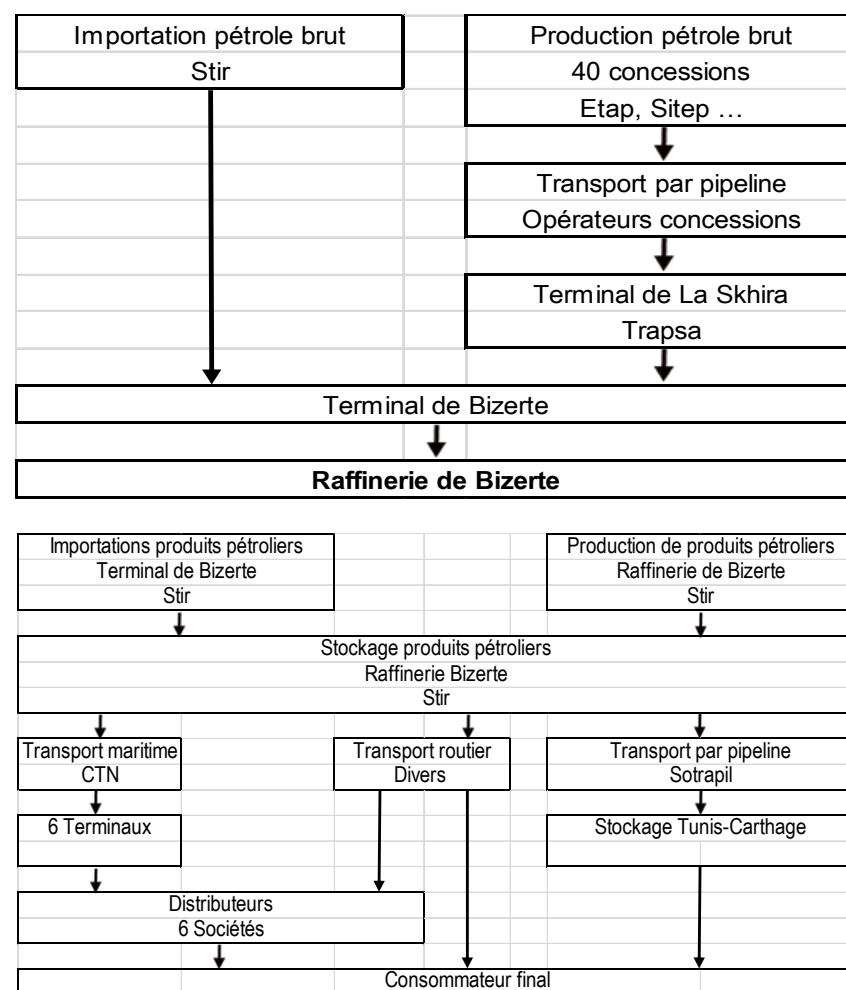 Importation pétrole brut
Stir
Production pétrole brut
40 concessions
Etap, Sitep …
Transport par pipeline
Opérateurs concessions
Terminal de La Skhira
Trapsa
Terminal de Bizerte
Raffinerie de Bizerte
Importations produits pétroliers
Terminal de Bizerte
Stir
Production de produits pétroliers
Raffinerie de Bizerte
Stir
Stockage produits pétroliers
Raffinerie Bizerte
Stir
Transport maritime
CTN
Transport routier
Divers
Transport par pipeline
Sotrapil
6 Terminaux
Stockage Tunis-Carthage
Distributeurs
6 Sociétés
Consommateur final